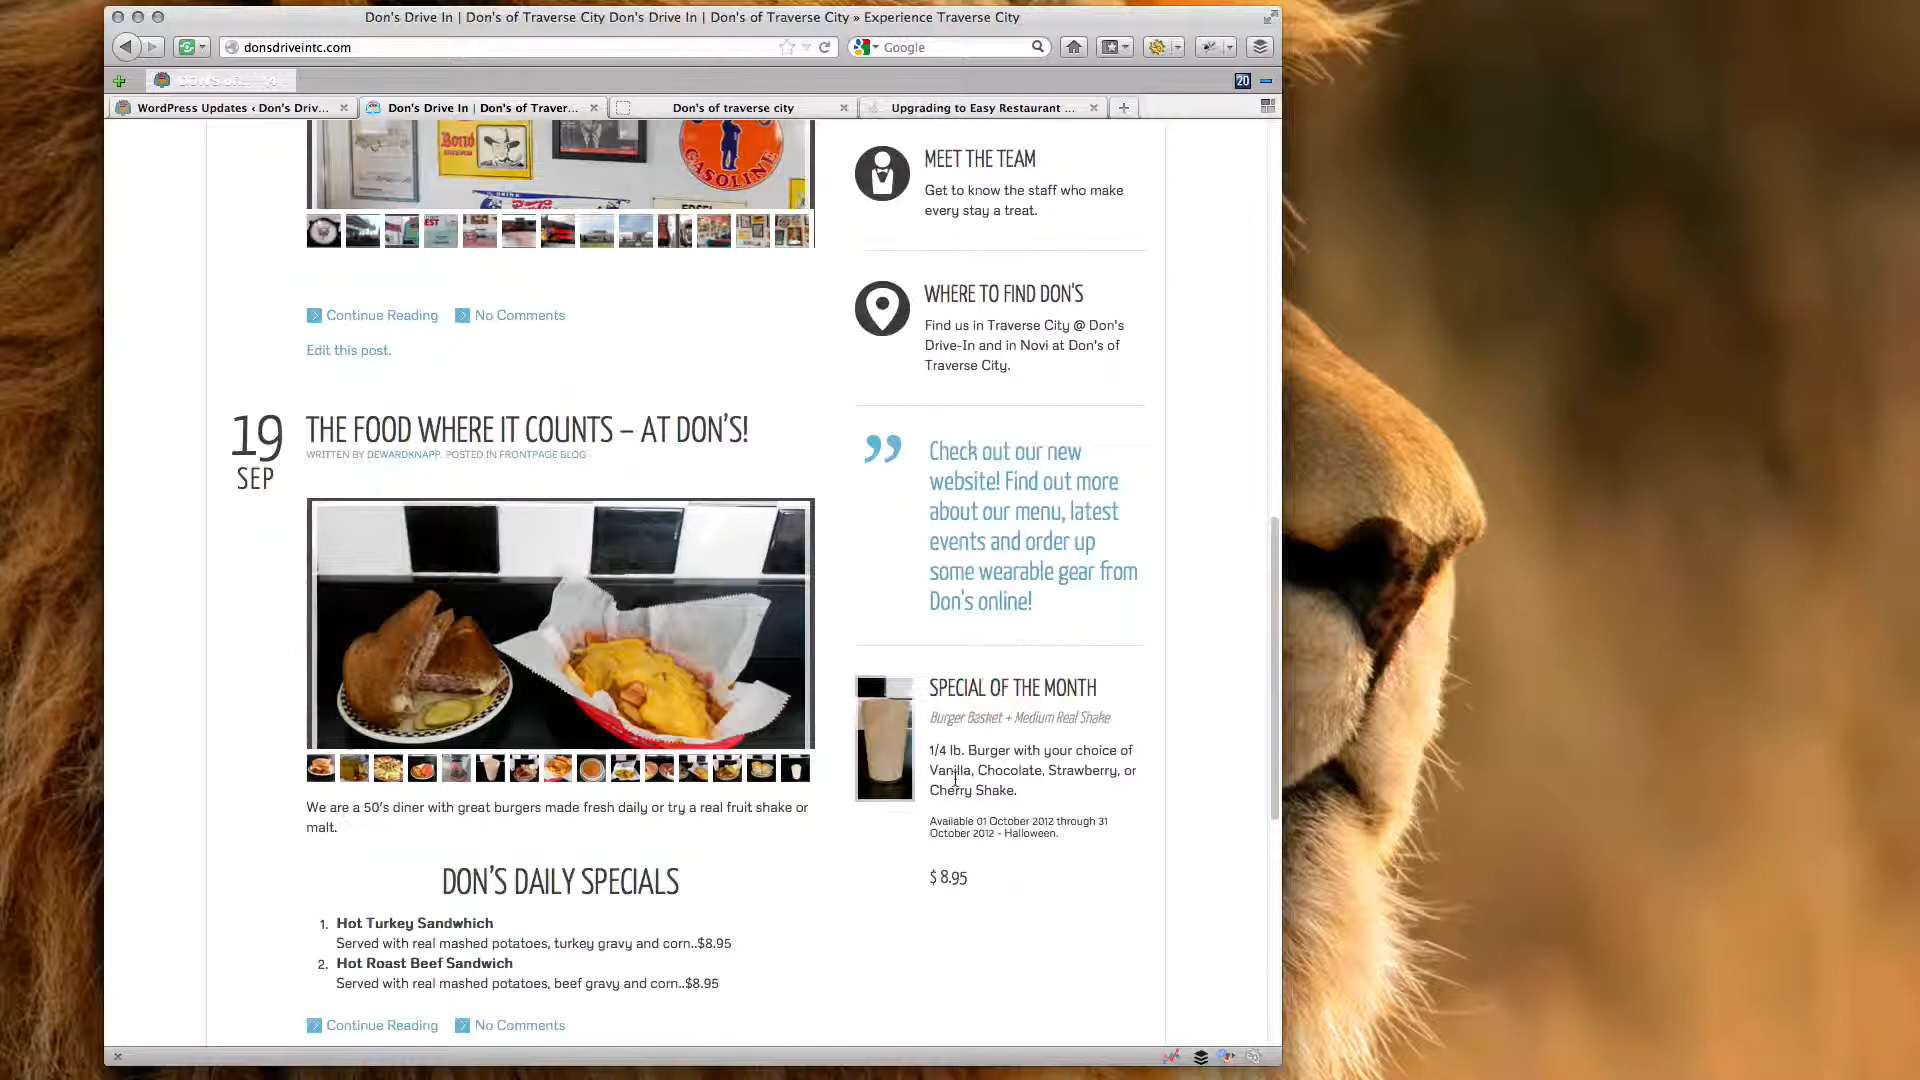 Don's Drive In | Don's of Traverse City Don's Drive In | Don's of Traverse City » Experience Traverse City
donsdriveintc.com
Google
20
WordPress Updates ‹ Don's Driv...
Don's Drive In | Don's of Traver...
Don's of traverse city
Upgrading to Easy Restaurant ...
Bond
GASOLINE
MEET THE TEAM
Get to know the staff who make
every stay a treat.
Continue Reading
No Comments
Edit this post.
WHERE TO FIND DON'S
Find us in Traverse City @ Don's
Drive-In and in Novi at Don's of
Traverse City.
19
SEP
THE FOOD WHERE IT COUNTS – AT DON'S!
WRITTEN BY DEWARDKNAPP. POSTED IN FRONTPAGE BLOG
We are a 50's diner with great burgers made fresh daily or try a real fruit shake or
malt.
DON'S DAILY SPECIALS
1. Hot Turkey Sandwhich
Served with real mashed potatoes, turkey gravy and corn..$8.95
2. Hot Roast Beef Sandwich
Served with real mashed potatoes, beef gravy and corn..$8.95
Continue Reading
No Comments
” Check out our new
website! Find out more
about our menu, latest
events and order up
some wearable gear from
Don's online!
SPECIAL OF THE MONTH
Burger Basket + Medium Real Shake
1/4 lb. Burger with your choice of
Vanilla, Chocolate, Strawberry, or
Cherry Shake.
Available 01 October 2012 through 31
October 2012 - Halloween.
$ 8.95